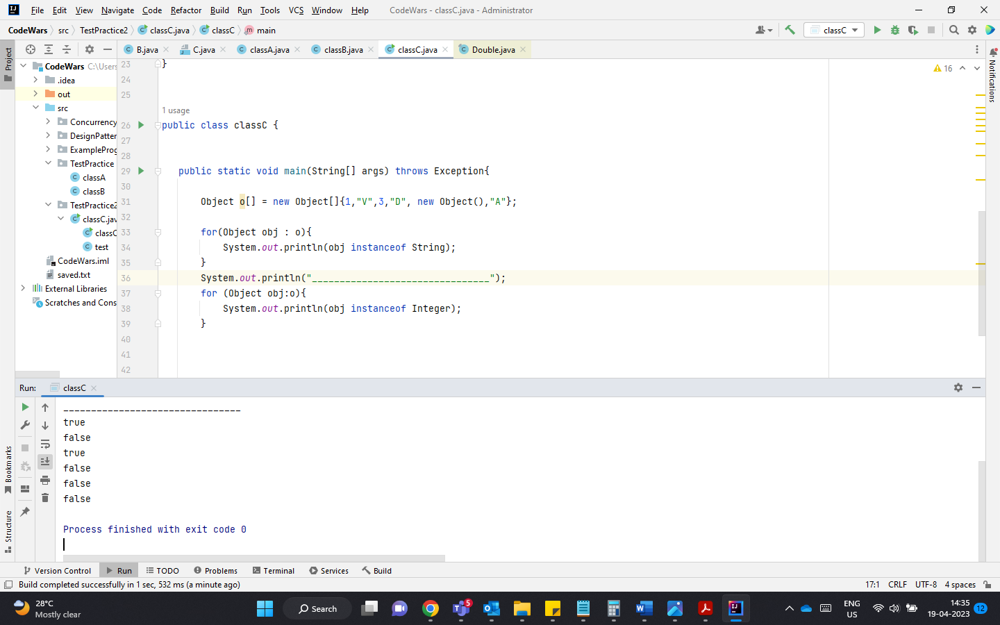 File Edit View Navigate Code Refactor Build Run Tools VCS Window Help CodeWars - classC.java - Administrator
CodeWars src TestPractice2 classC.java classC main classC
Project B.java C.java classA.java classB.java classC.java Double.java Notifications
CodeWars C:\Users
.idea
out
src
Concurrency
DesignPatter
ExampleProg
TestPractice
classA
classB
TestPractice2
classC.jav
classC
test
CodeWars.iml
saved.txt
External Libraries
Scratches and Cons
16
23 }
24
25
1 usage
26 public class classC {
27
28
29 public static void main(String[] args) throws Exception{
30
31 Object o[] = new Object[]{1,"V",3,"D", new Object(),"A"};
32
33 for(Object obj : o){
34 System.out.println(obj instanceof String);
35 }
36 System.out.println("________________________________");
37 for (Object obj:o){
38 System.out.println(obj instanceof Integer);
39 }
40
41
42
Run: classC
________________________________
true
false
true
false
false
false
Process finished with exit code 0
Bookmarks
Structure
Version Control Run TODO Problems Terminal Services Build
Build completed successfully in 1 sec, 532 ms (a minute ago) 17:1 CRLF UTF-8 4 spaces
28°C
Mostly clear
Search
5
ENG
US
14:35
19-04-2023
12